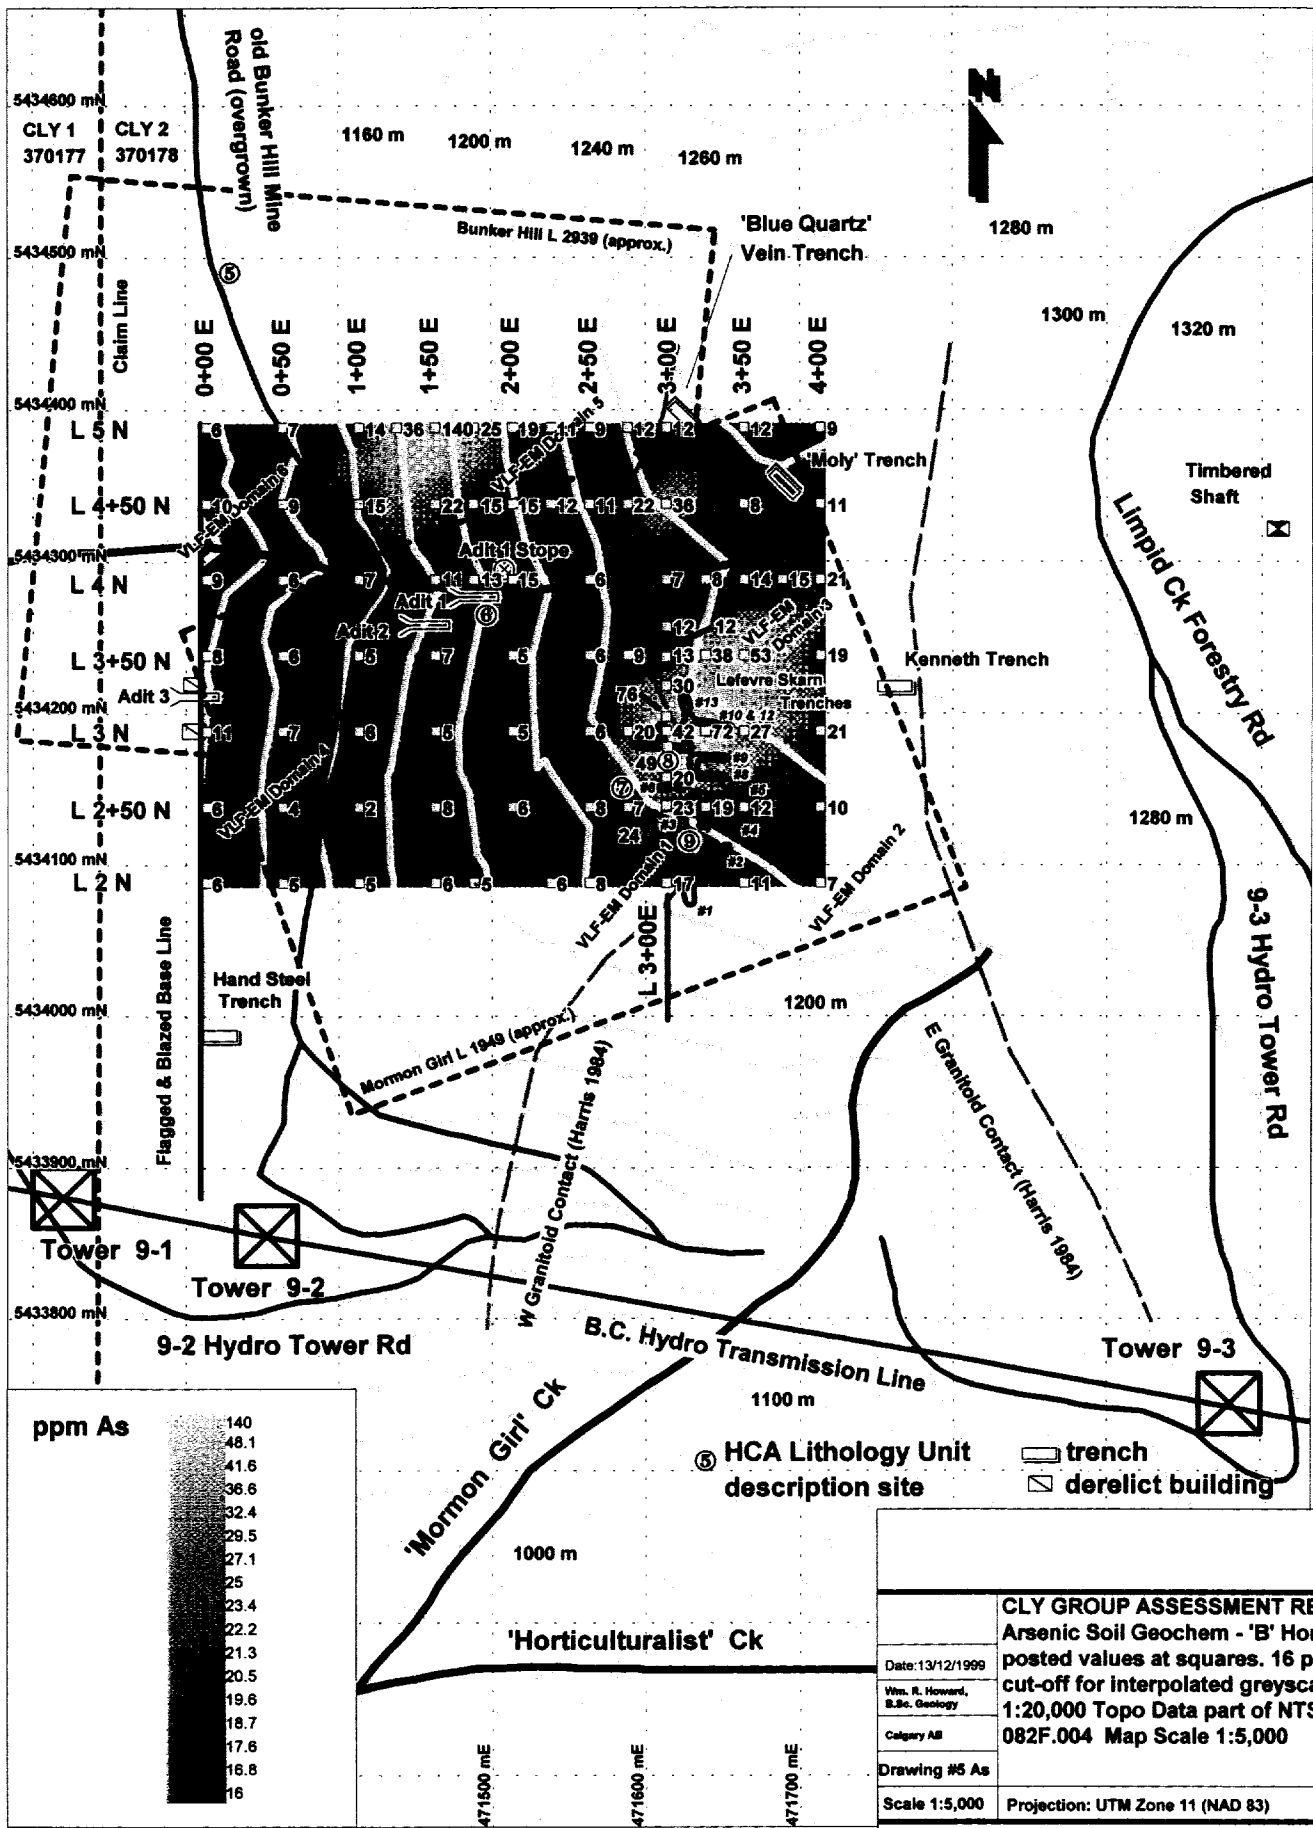 old Bunker Hill Mine
Road (overgrown)
5434600 mN
CLY 1
370177
CLY 2
370178
1160 m
1200 m
1240 m
1260 m
N
Bunker Hill L 2939 (approx.)
'Blue Quartz'
Vein Trench
1280 m
5434500 mN
5
Claim Line
1300 m
1320 m
0+00 E
0+50 E
1+00 E
1+50 E
2+00 E
2+50 E
3+00 E
3+50 E
4+00 E
5434400 mN
L 5 N
6 7 14 36 140 25 19 11 9 12 12 12 9
VLF-EM Domain 5
'Moly' Trench
Timbered
Shaft
VLF-EM Domain 6
L 4+50 N
10 9 15 22 15 15 12 11 22 38 8 11
Limpid Ck Forestry Rd
5434300 mN
Adit 1 Stope
L 4 N
9 6 7 11 13 15 6 7 8 14 15 21
Adit 1
6
Adit 2
12 12
VLF-EM
Domain 3
L 3+50 N
8 6 5 7 5 6 9 13 38 53 19
Kenneth Trench
Adit 3
76 30
Lefevre Skarn
Trenches
#13
#10 & 12
5434200 mN
L 3 N
11 7 8 5 5 6 20 42 72 27 21
49 8
#9
#8
20
7
#6
#5
VLF-EM Domain 4
L 2+50 N
6 4 2 8 6 8 7 23 19 12 10
24
#3
9
#4
#2
1280 m
5434100 mN
L 2 N
6 5 5 6 5 6 8 17 11 7
#1
VLF-EM Domain 1
VLF-EM Domain 2
L 3+00E
9-3 Hydro Tower Rd
Flagged & Blazed Base Line
Hand Steel
Trench
5434000 mN
1200 m
Mormon Girl L 1949 (approx.)
W Granitoid Contact (Harris 1984)
E Granitoid Contact (Harris 1984)
5433900 mN
Tower 9-1
Tower 9-2
5433800 mN
9-2 Hydro Tower Rd
B.C. Hydro Transmission Line
Tower 9-3
1100 m
'Mormon Girl' Ck
ppm As
140
48.1
41.6
36.6
32.4
29.5
27.1
25
23.4
22.2
21.3
20.5
19.6
18.7
17.6
16.8
16
5 HCA Lithology Unit
description site
trench
derelict building
1000 m
'Horticulturalist' Ck
471500 mE
471600 mE
471700 mE
CLY GROUP ASSESSMENT RE
Arsenic Soil Geochem - 'B' Hor
posted values at squares. 16 p
cut-off for interpolated greysca
1:20,000 Topo Data part of NTS
082F.004 Map Scale 1:5,000
Date:13/12/1999
Wm. R. Howard,
B.Sc. Geology
Calgary AB
Drawing #5 As
Scale 1:5,000
Projection: UTM Zone 11 (NAD 83)